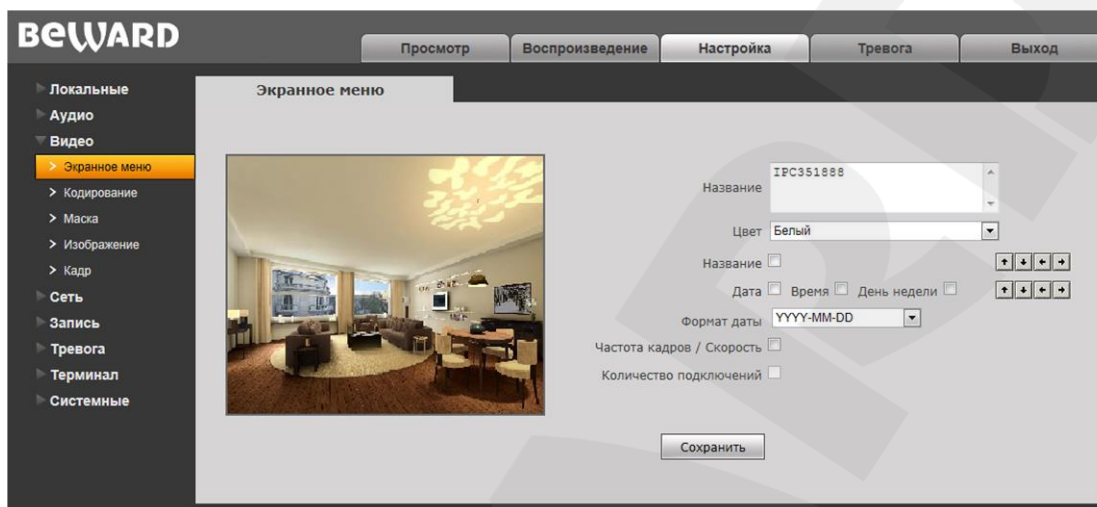 BEWARD
Просмотр Воспроизведение Настройка Тревога Выход
Локальные
Аудио
Видео
> Экранное меню
> Кодирование
> Маска
> Изображение
> Кадр
Сеть
Запись
Тревога
Терминал
Системные
Экранное меню
Название IPC351888
Цвет Белый
Название
Дата Время День недели
Формат даты YYYY-MM-DD
Частота кадров / Скорость
Количество подключений
Сохранить